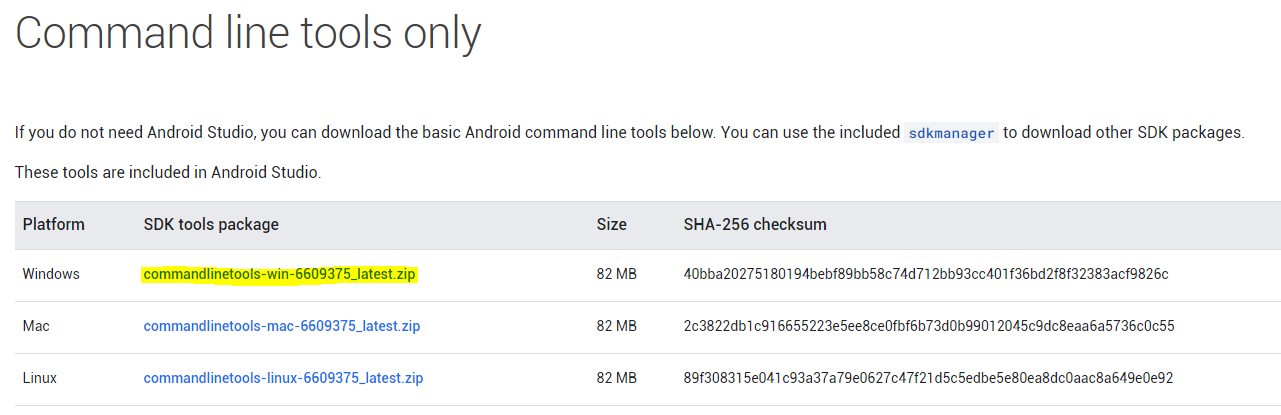 Command line tools only
If you do not need Android Studio, you can download the basic Android command line tools below. You can use the included sdkmanager to download other SDK packages.
These tools are included in Android Studio.
Platform SDK tools package Size SHA-256 checksum
Windows commandlinetools-win-6609375_latest.zip 82 MB 40bba20275180194bebf89bb58c74d712bb93cc401f36bd2f8f32383acf9826c
Mac commandlinetools-mac-6609375_latest.zip 82 MB 2c3822db1c916655223e5ee8ce0fbf6b73d0b99012045c9dc8eaa6a5736c0c55
Linux commandlinetools-linux-6609375_latest.zip 82 MB 89f308315e041c93a37a79e0627c47f21d5c5edbe5e80ea8dc0aac8a649e0e92